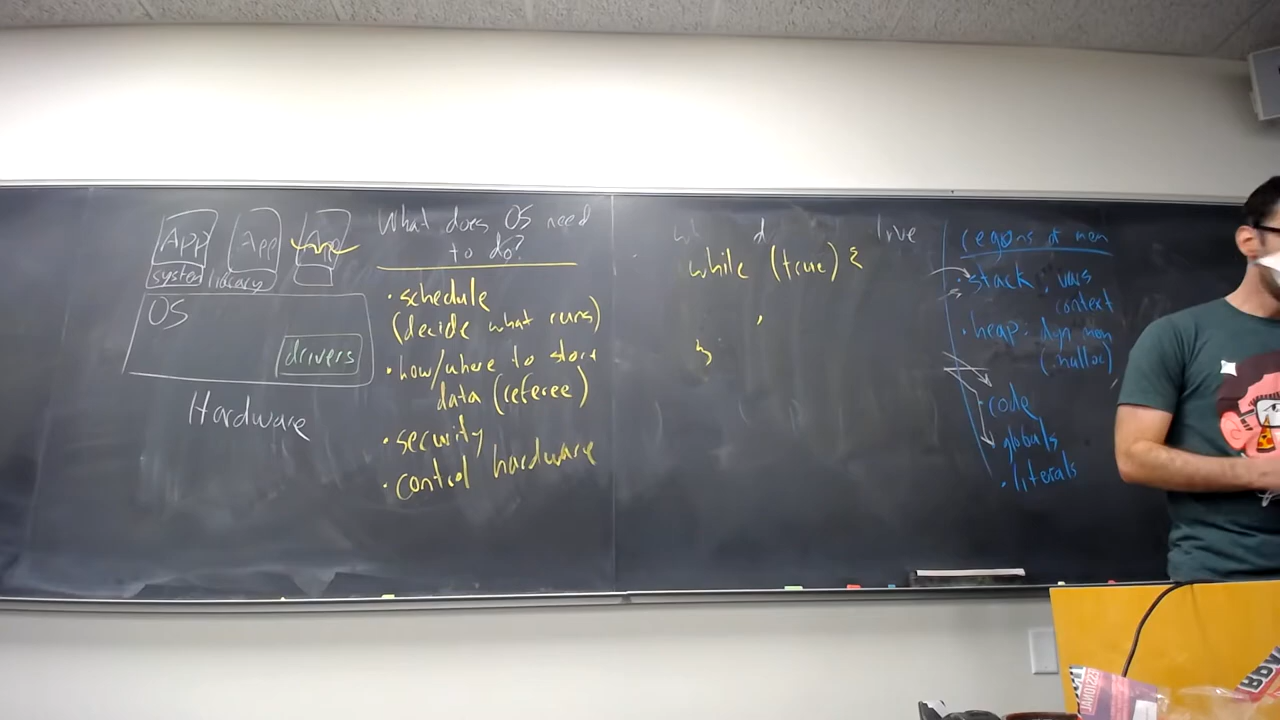 App App App
system library
OS
drivers
Hardware
What does OS need
to do?
• schedule
(decide what runs)
• how/where to store
data (referee)
• security
• control hardware
live
while (true) {
}
regions of mem
• stack, vars
context
• heap: dyn mem
(malloc)
• code
• globals
• literals